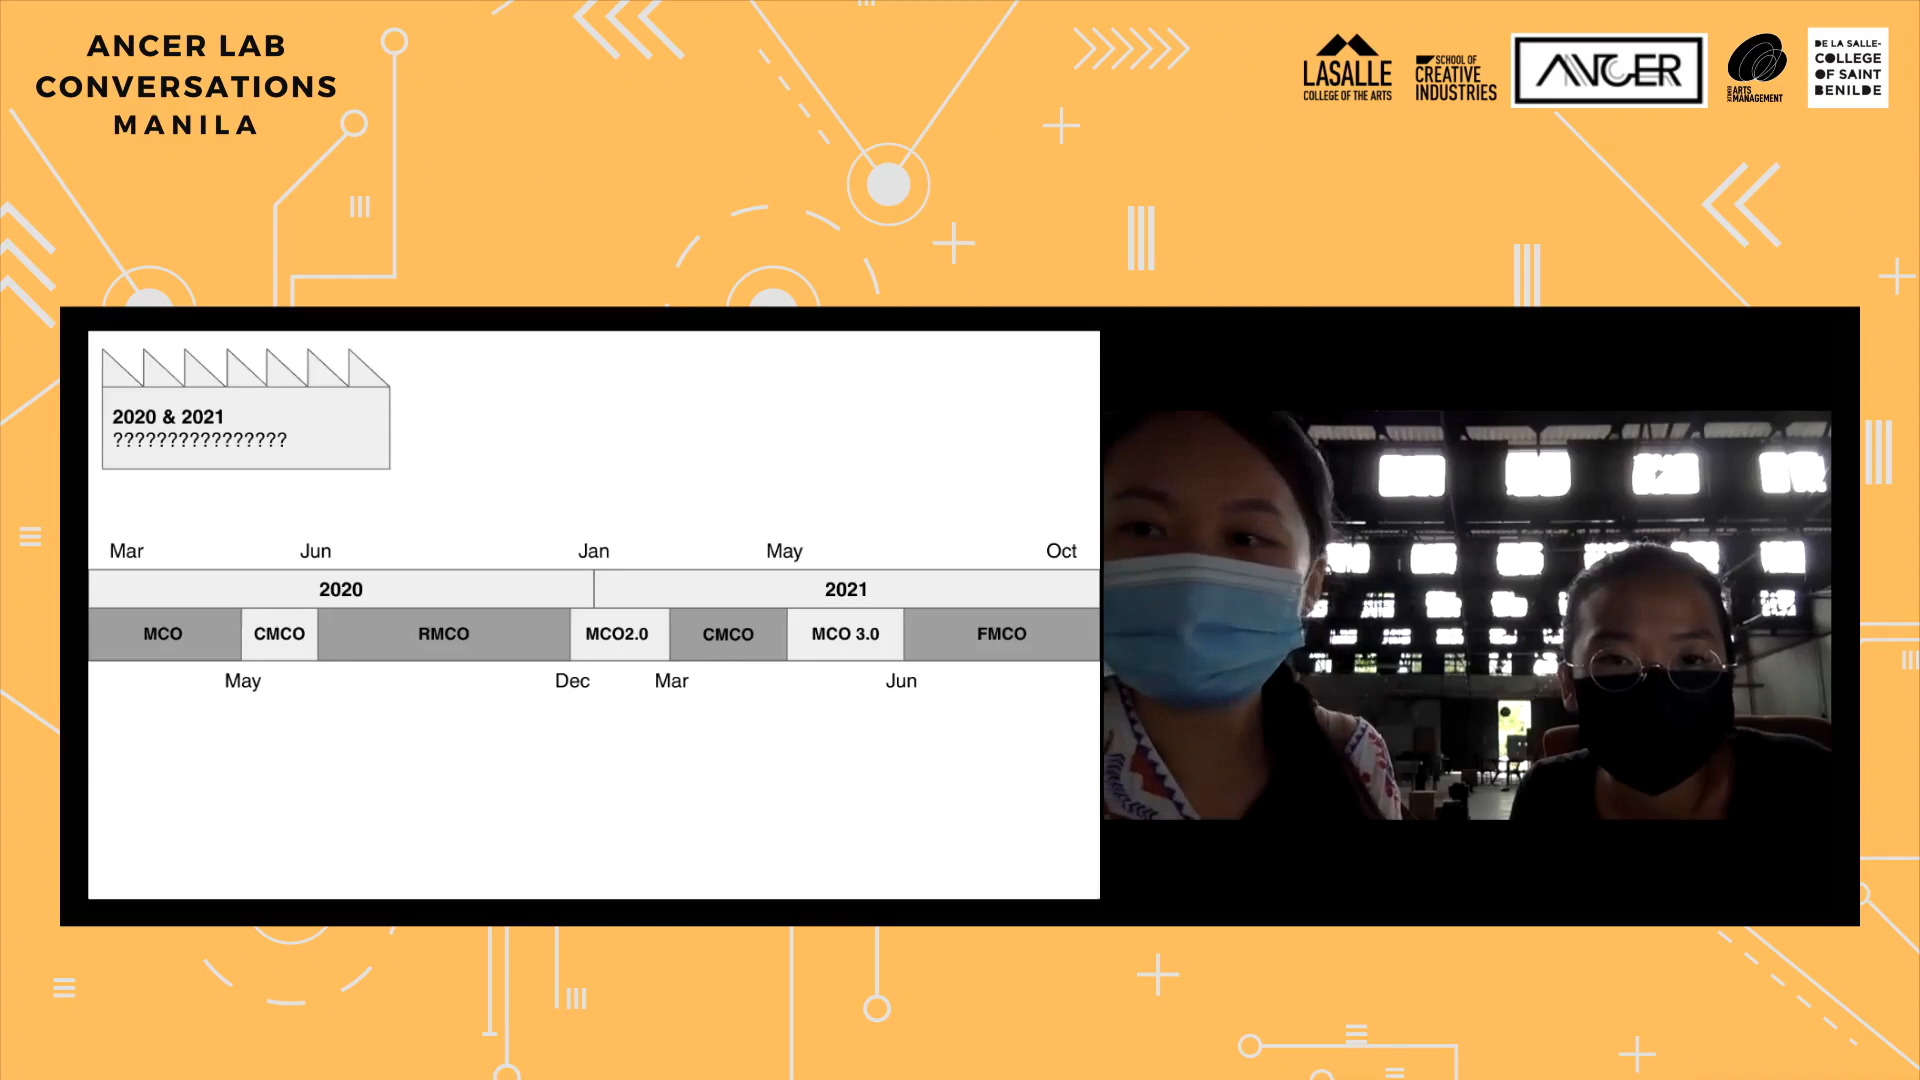 ANCER LAB
CONVERSATIONS
MANILA
LASALLE
COLLEGE OF THE ARTS
SCHOOL OF
CREATIVE
INDUSTRIES
ANCER
BENILDE
ARTS
MANAGEMENT
DE LA SALLE-
COLLEGE
OF SAINT
BENILDE
2020 & 2021
????????????????
Mar Jun Jan May Oct
2020 2021
MCO CMCO RMCO MCO2.0 CMCO MCO 3.0 FMCO
May Dec Mar Jun